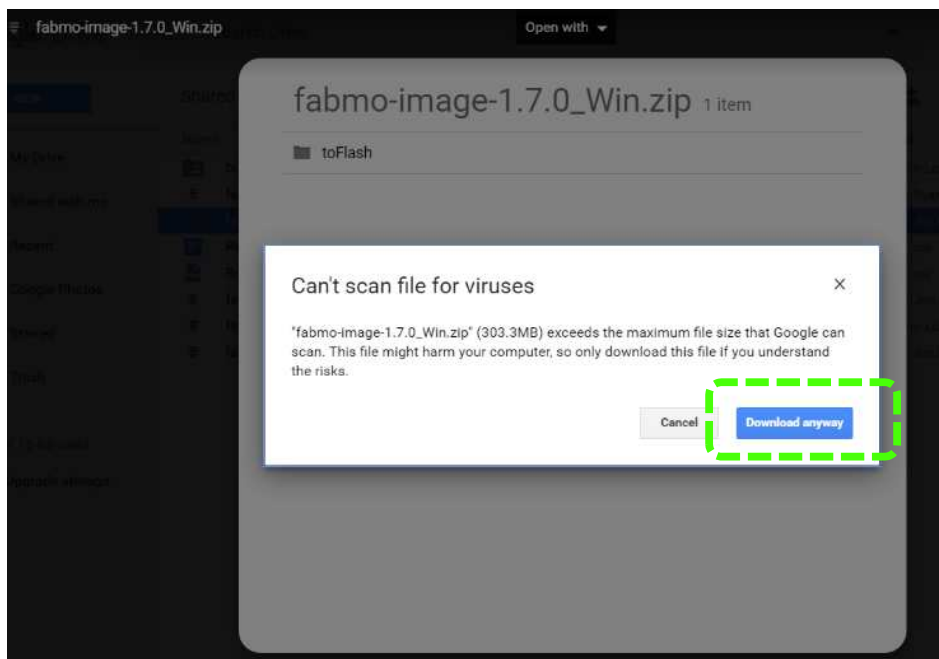 fabmo-image-1.7.0_Win.zip
Open with
fabmo-image-1.7.0_Win.zip 1 item
toFlash
My Drive
Shared with me
Recent
Google Photos
Starred
Trash
Upgrade storage
Can't scan file for viruses
"fabmo-image-1.7.0_Win.zip" (303.3MB) exceeds the maximum file size that Google can
scan. This file might harm your computer, so only download this file if you understand
the risks.
Cancel
Download anyway